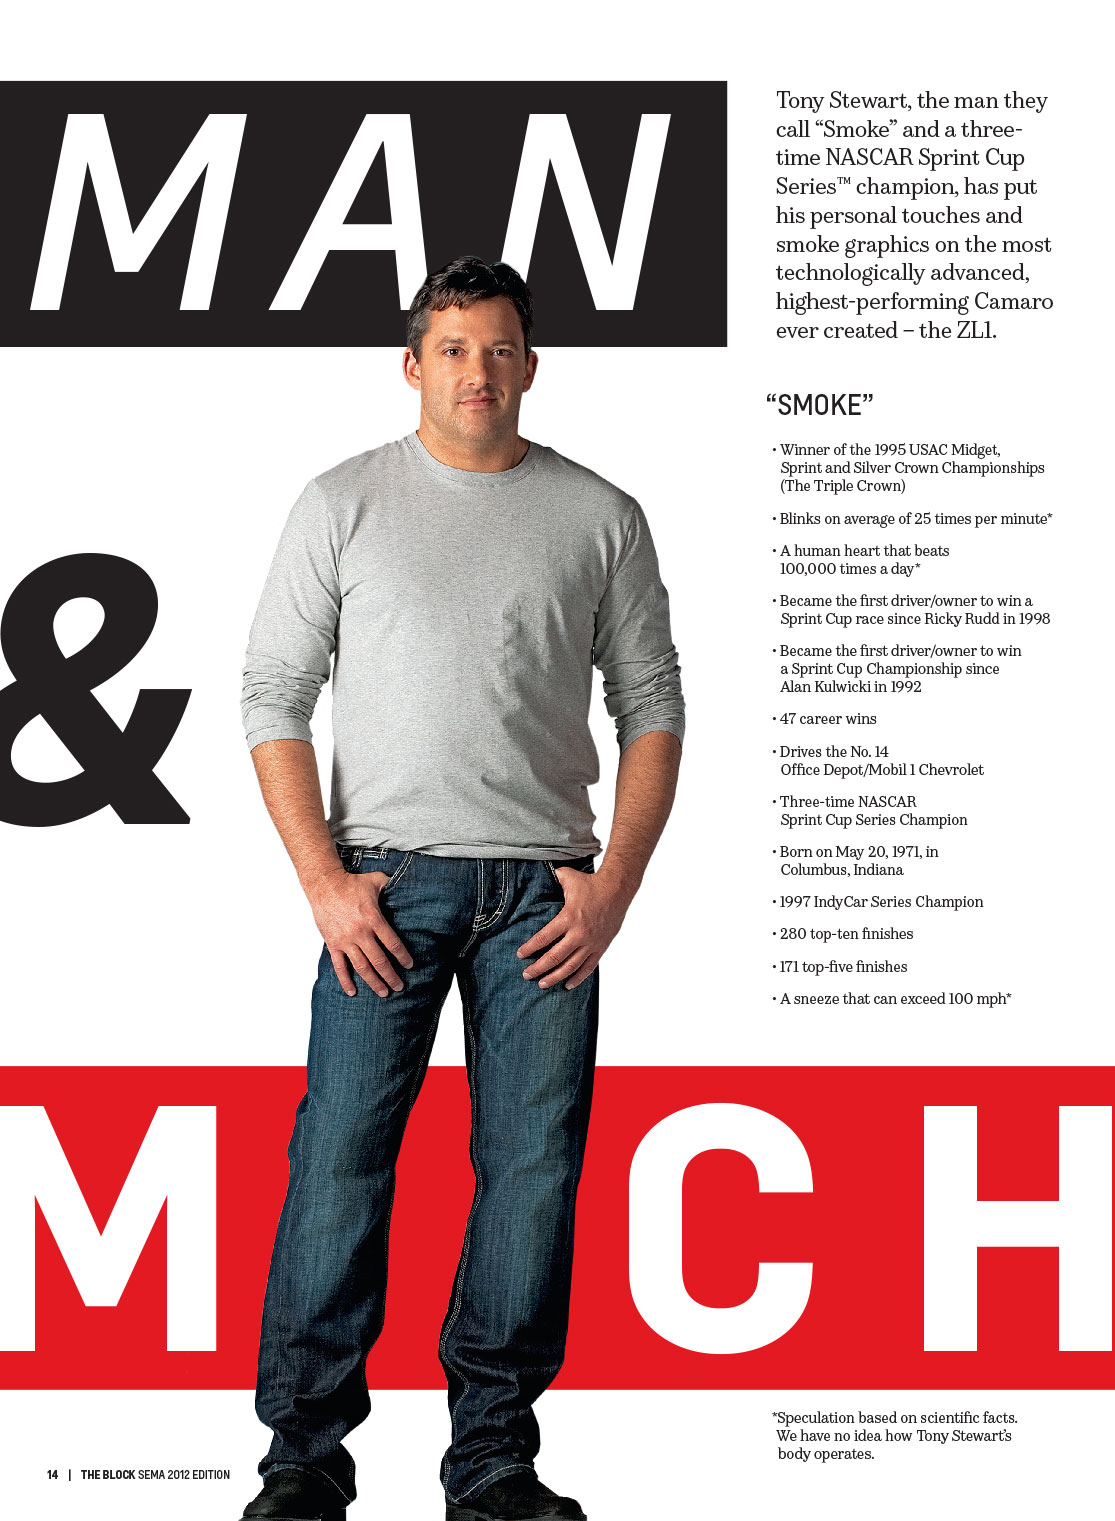 MAN
Tony Stewart, the man they
call “Smoke” and a three-
time NASCAR Sprint Cup
Series™ champion, has put
his personal touches and
smoke graphics on the most
technologically advanced,
highest-performing Camaro
ever created – the ZL1.
“SMOKE”
• Winner of the 1995 USAC Midget,
Sprint and Silver Crown Championships
(The Triple Crown)
• Blinks on average of 25 times per minute*
• A human heart that beats
100,000 times a day*
• Became the first driver/owner to win a
Sprint Cup race since Ricky Rudd in 1998
• Became the first driver/owner to win
a Sprint Cup Championship since
Alan Kulwicki in 1992
• 47 career wins
• Drives the No. 14
Office Depot/Mobil 1 Chevrolet
• Three-time NASCAR
Sprint Cup Series Champion
• Born on May 20, 1971, in
Columbus, Indiana
• 1997 IndyCar Series Champion
• 280 top-ten finishes
• 171 top-five finishes
• A sneeze that can exceed 100 mph*
&
M CH
*Speculation based on scientific facts.
We have no idea how Tony Stewart’s
body operates.
14 | THE BLOCK SEMA 2012 EDITION